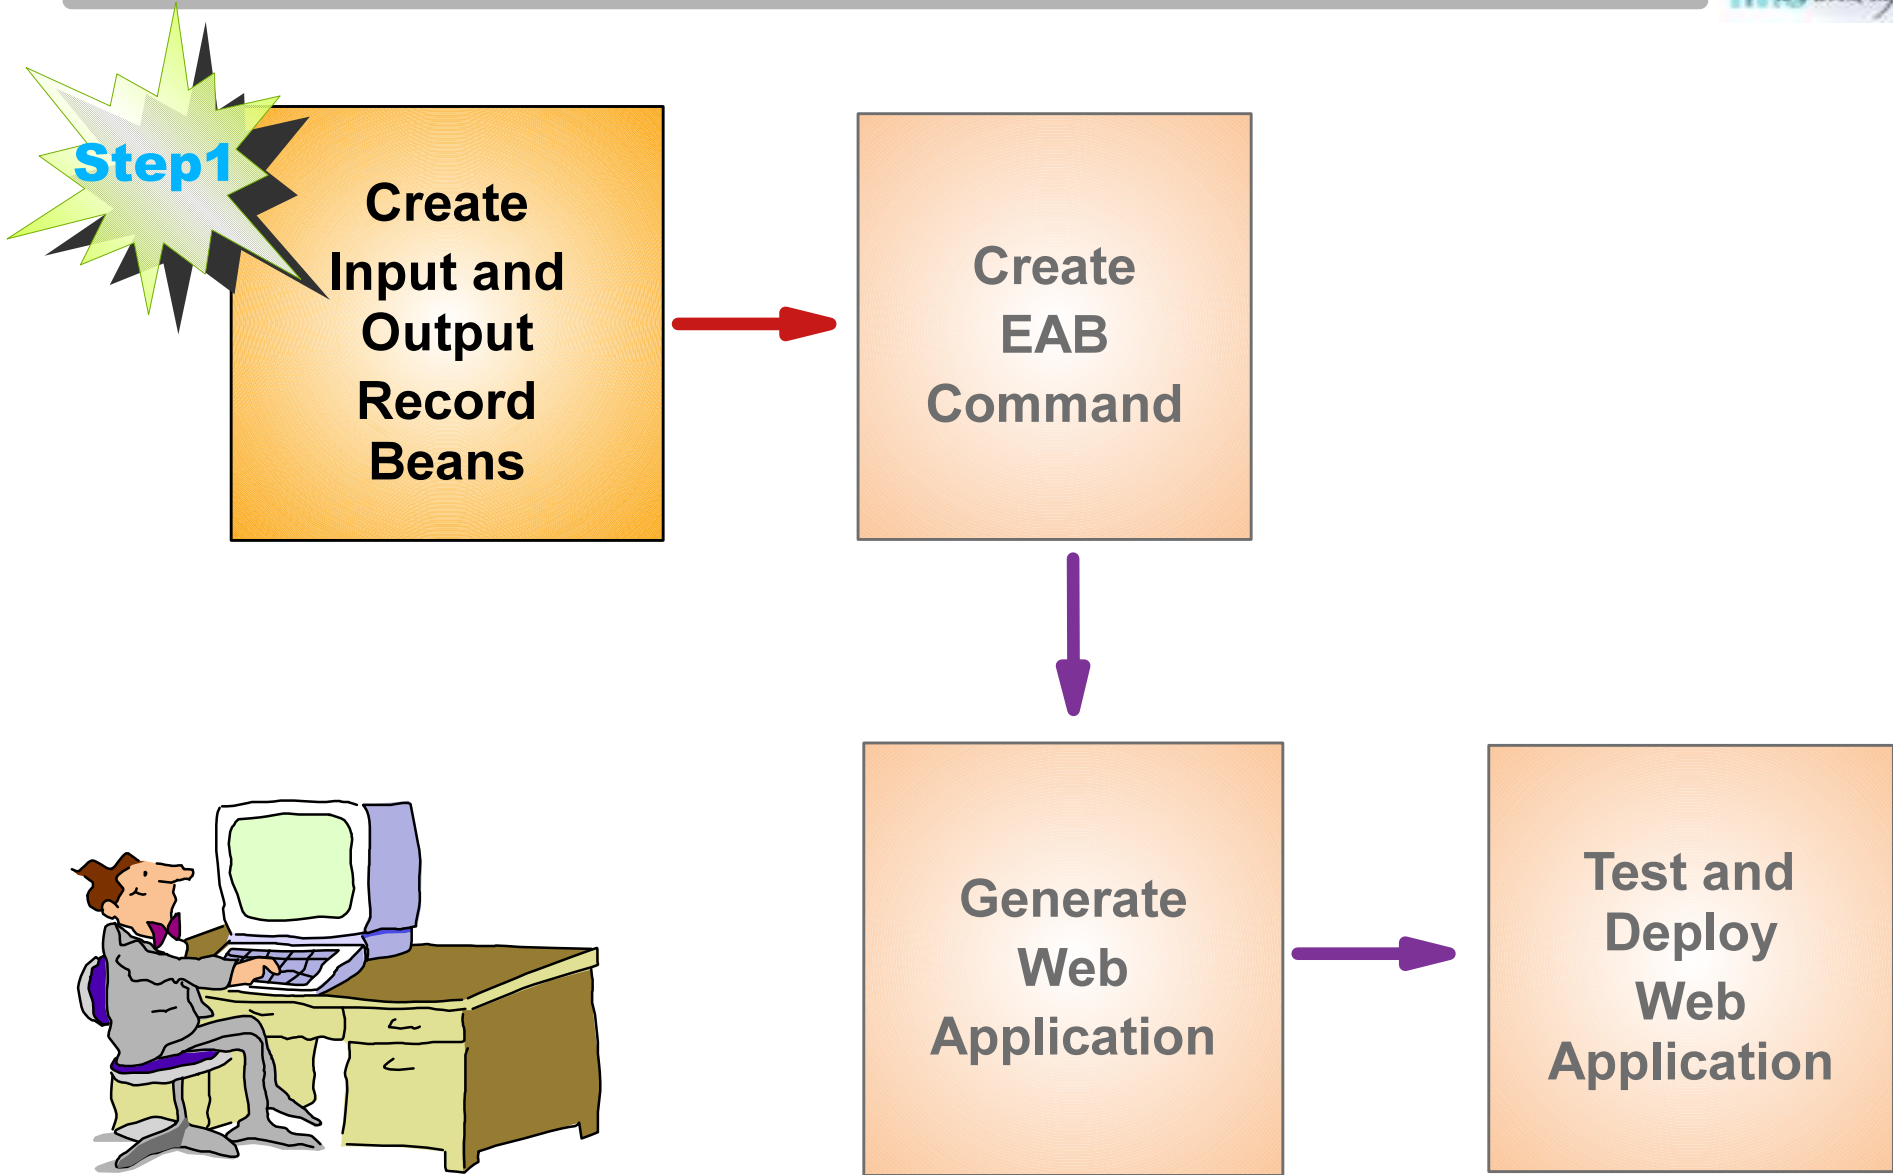 Step1
Create
Input and
Output
Record
Beans
Create
EAB
Command
Generate
Web
Application
Test and
Deploy
Web
Application